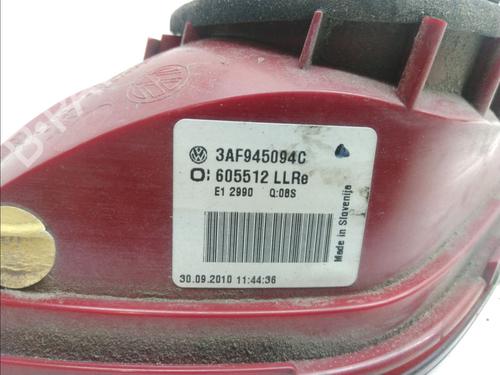 3AF945094C
605512 LLRe
E1 2990 Q:08S
30.09.2010 11:44:36
Made in Slovenija